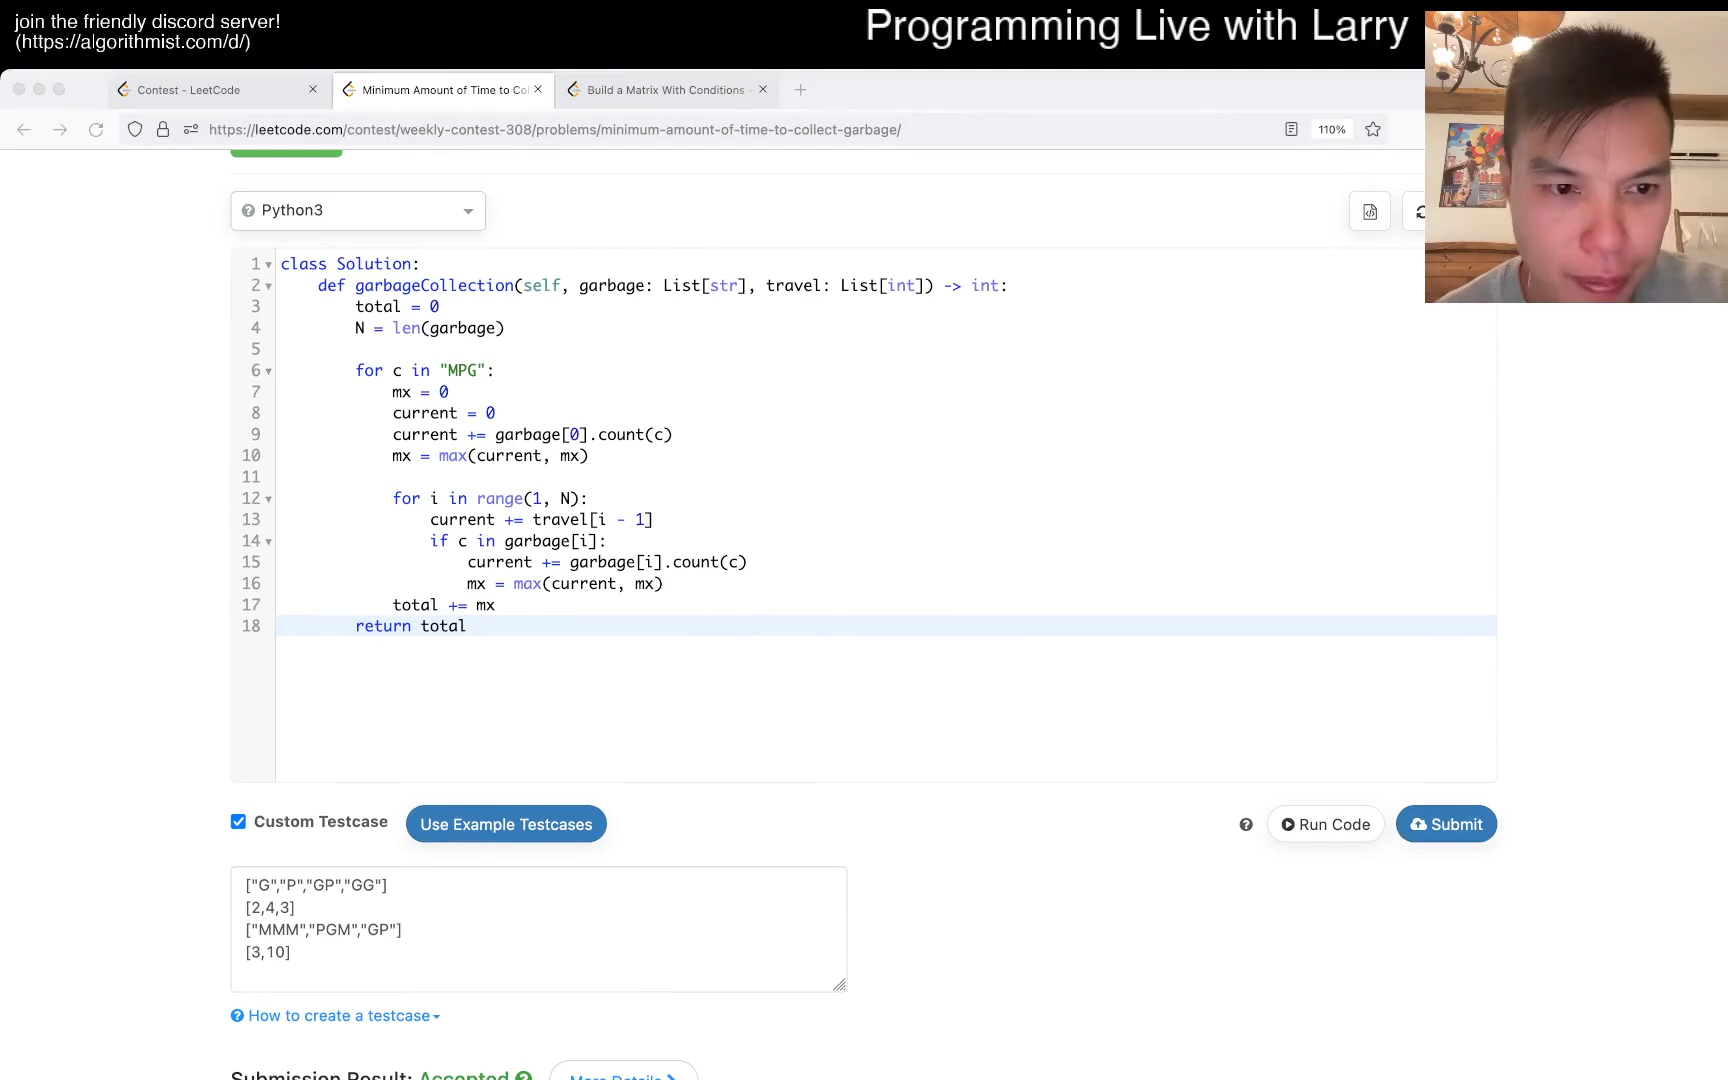 join the friendly discord server!
(https://algorithmist.com/d/)
Programming Live with Larry
Contest - LeetCode
Minimum Amount of Time to Col
Build a Matrix With Conditions -
https://leetcode.com/contest/weekly-contest-308/problems/minimum-amount-of-time-to-collect-garbage/
110%
Python3
1 class Solution:
2     def garbageCollection(self, garbage: List[str], travel: List[int]) -> int:
3         total = 0
4         N = len(garbage)
5
6         for c in "MPG":
7             mx = 0
8             current = 0
9             current += garbage[0].count(c)
10             mx = max(current, mx)
11
12             for i in range(1, N):
13                 current += travel[i - 1]
14                 if c in garbage[i]:
15                     current += garbage[i].count(c)
16                     mx = max(current, mx)
17             total += mx
18         return total
Custom Testcase
Use Example Testcases
Run Code
Submit
["G","P","GP","GG"]
[2,4,3]
["MMM","PGM","GP"]
[3,10]
How to create a testcase
Submission Result: Accepted
More Details